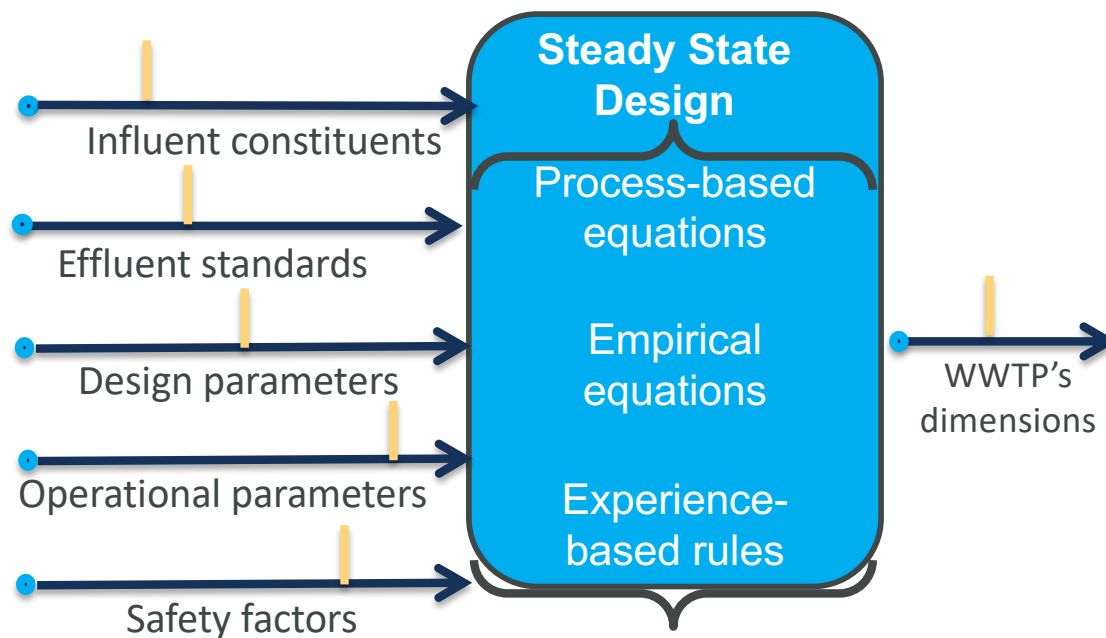 Steady State
Design
Influent constituents
Process-based
equations
Effluent standards
Empirical
equations
Design parameters
WWTP’s
dimensions
Operational parameters
Experience-
based rules
Safety factors